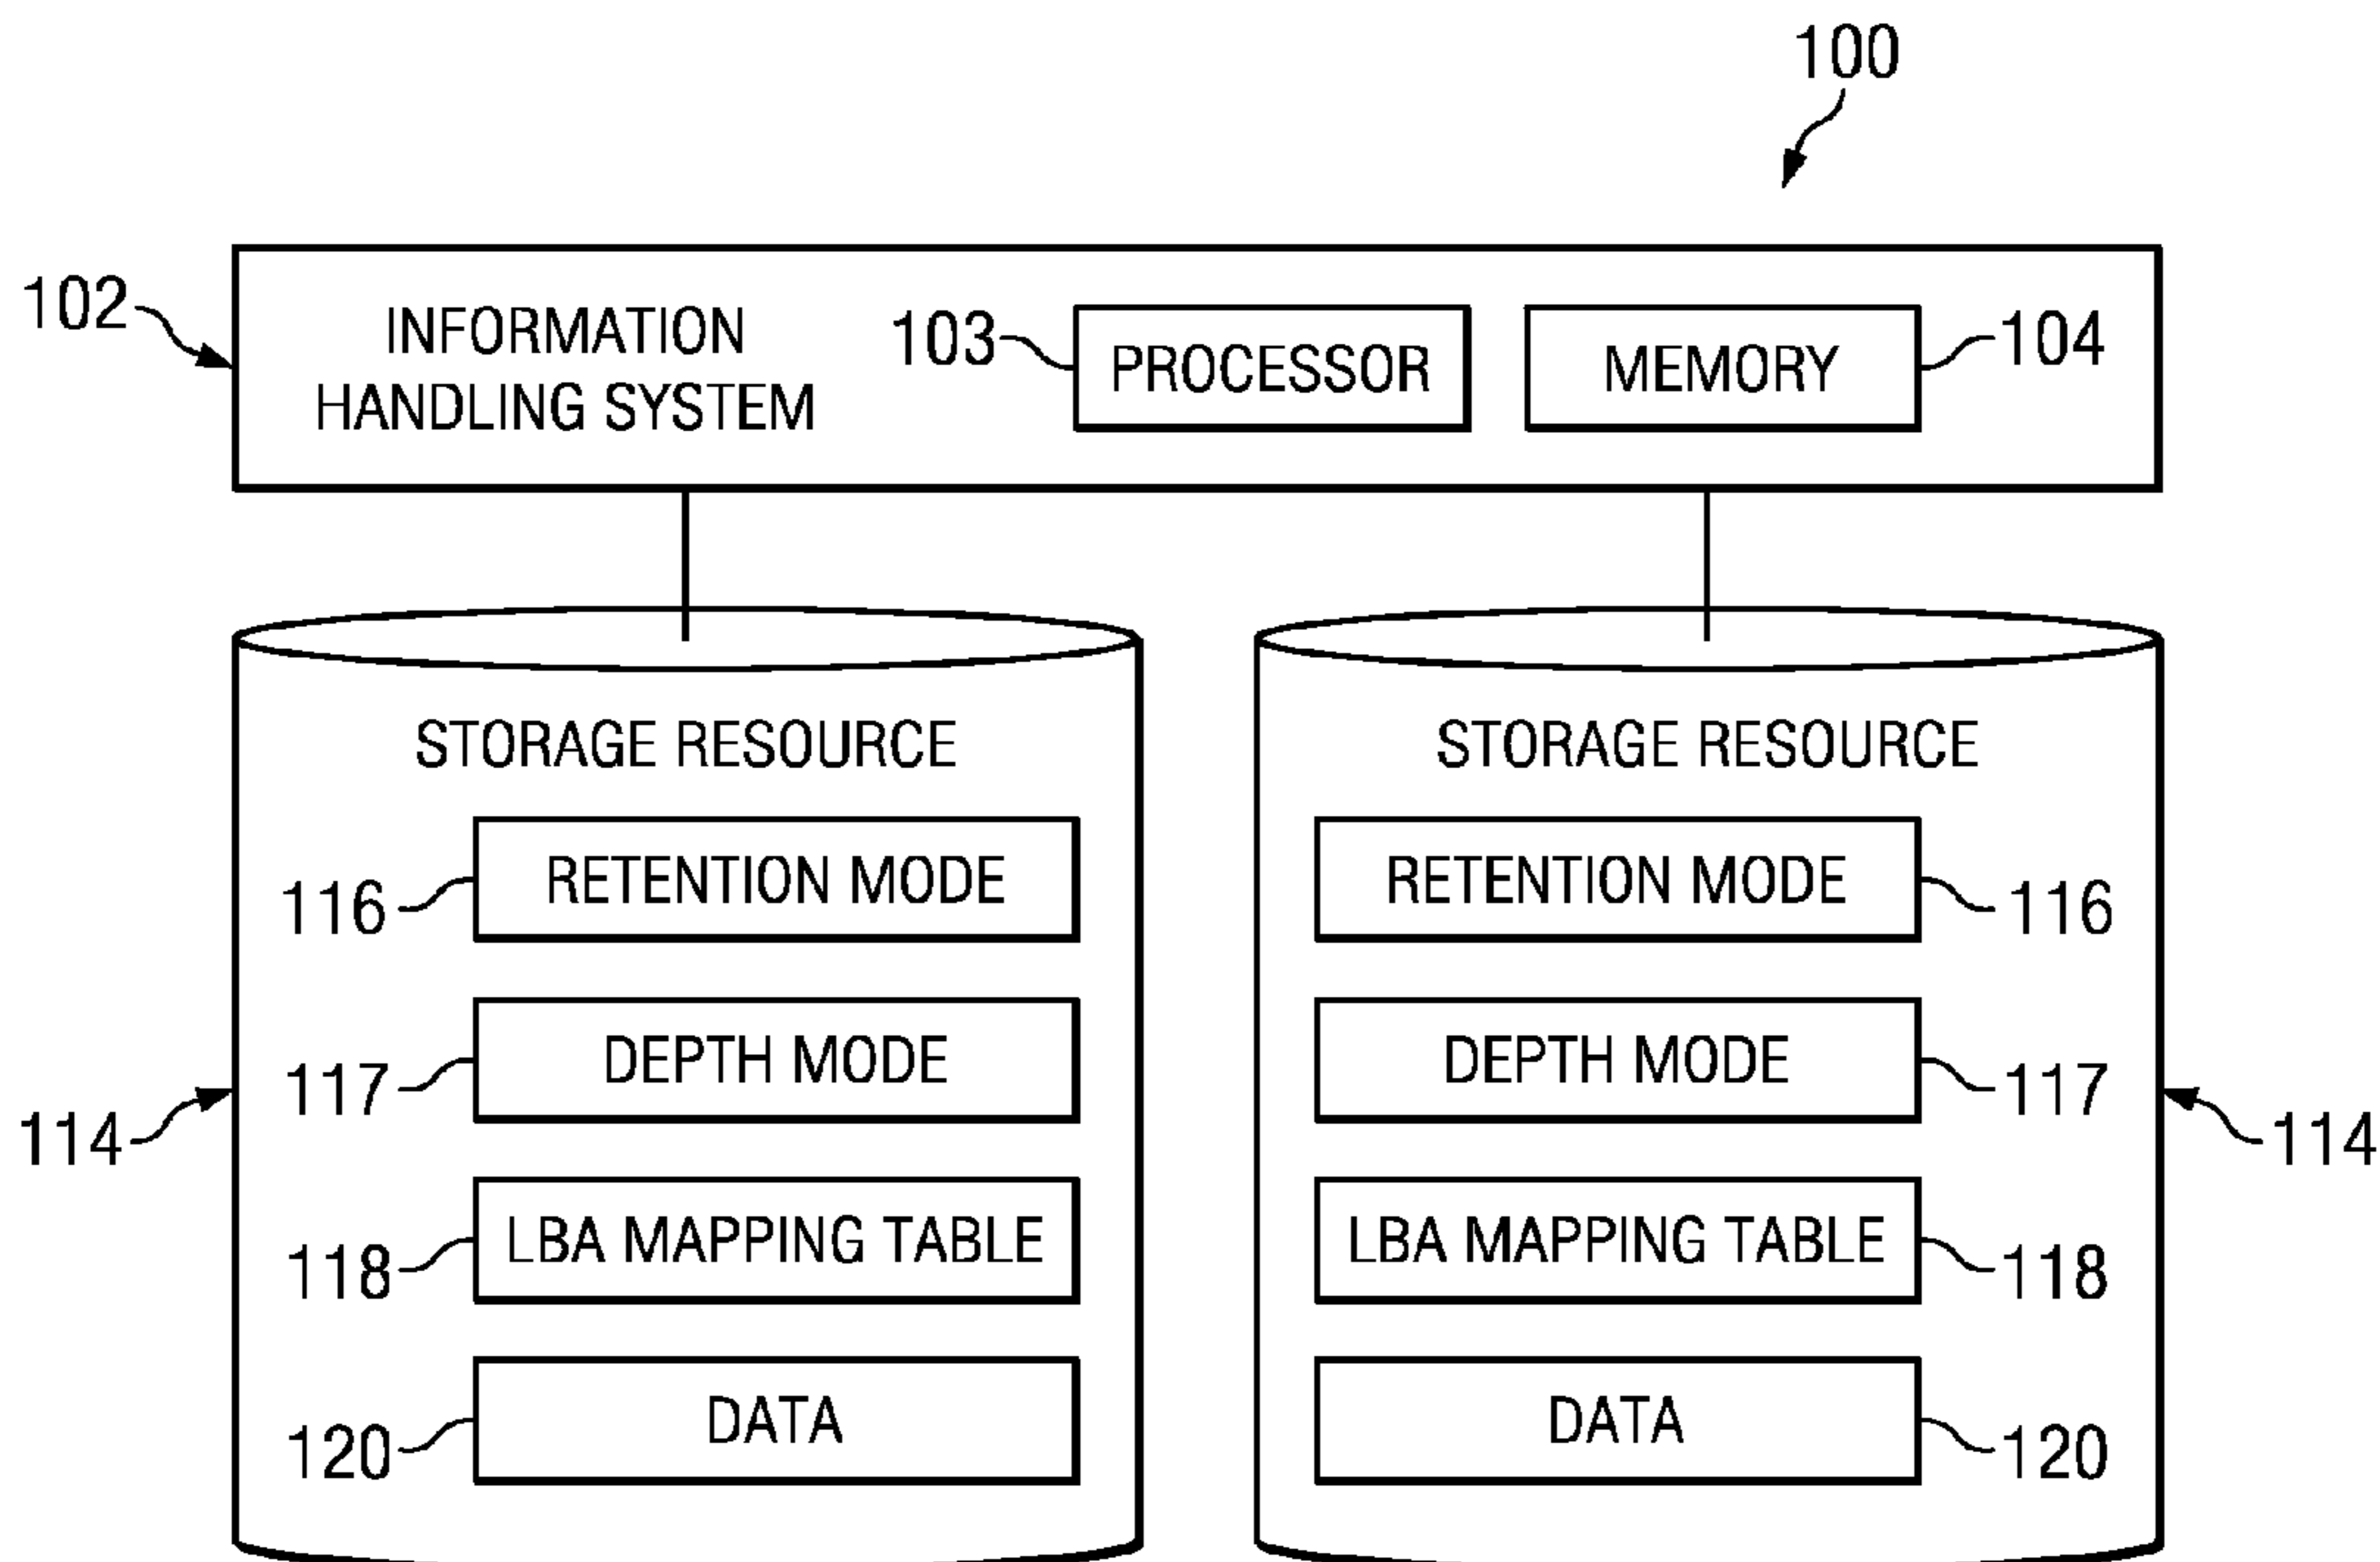 100
102
INFORMATION
HANDLING SYSTEM
103
PROCESSOR
MEMORY
104
STORAGE RESOURCE
116
RETENTION MODE
117
DEPTH MODE
114
118
LBA MAPPING TABLE
120
DATA
STORAGE RESOURCE
RETENTION MODE
116
DEPTH MODE
117
114
LBA MAPPING TABLE
118
DATA
120